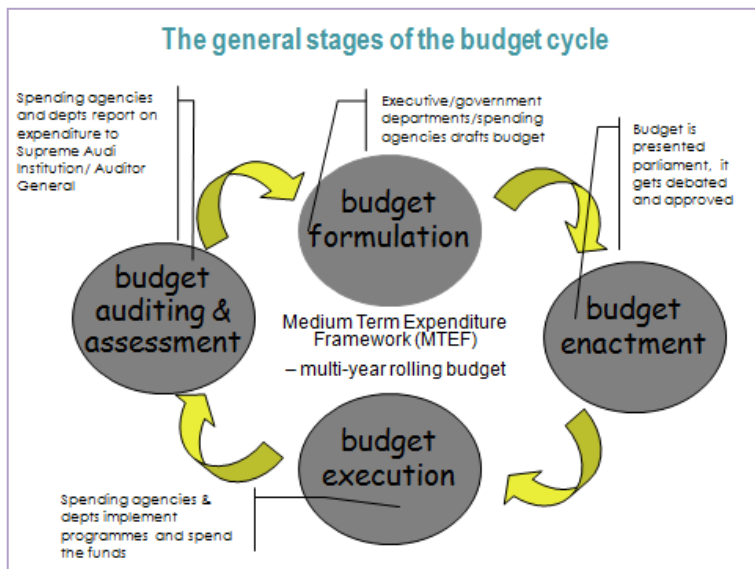 The general stages of the budget cycle
Spending agencies
and depts report on
expenditure to
Supreme Audi
Institution/ Auditor
General
Executive/government
departments/spending
agencies drafts budget
Budget is
presented
parliament, it
gets debated
and approved
budget
formulation
budget
auditing &
assessment
Medium Term Expenditure
Framework (MTEF)
– multi-year rolling budget
budget
enactment
budget
execution
Spending agencies &
depts implement
programmes and spend
the funds